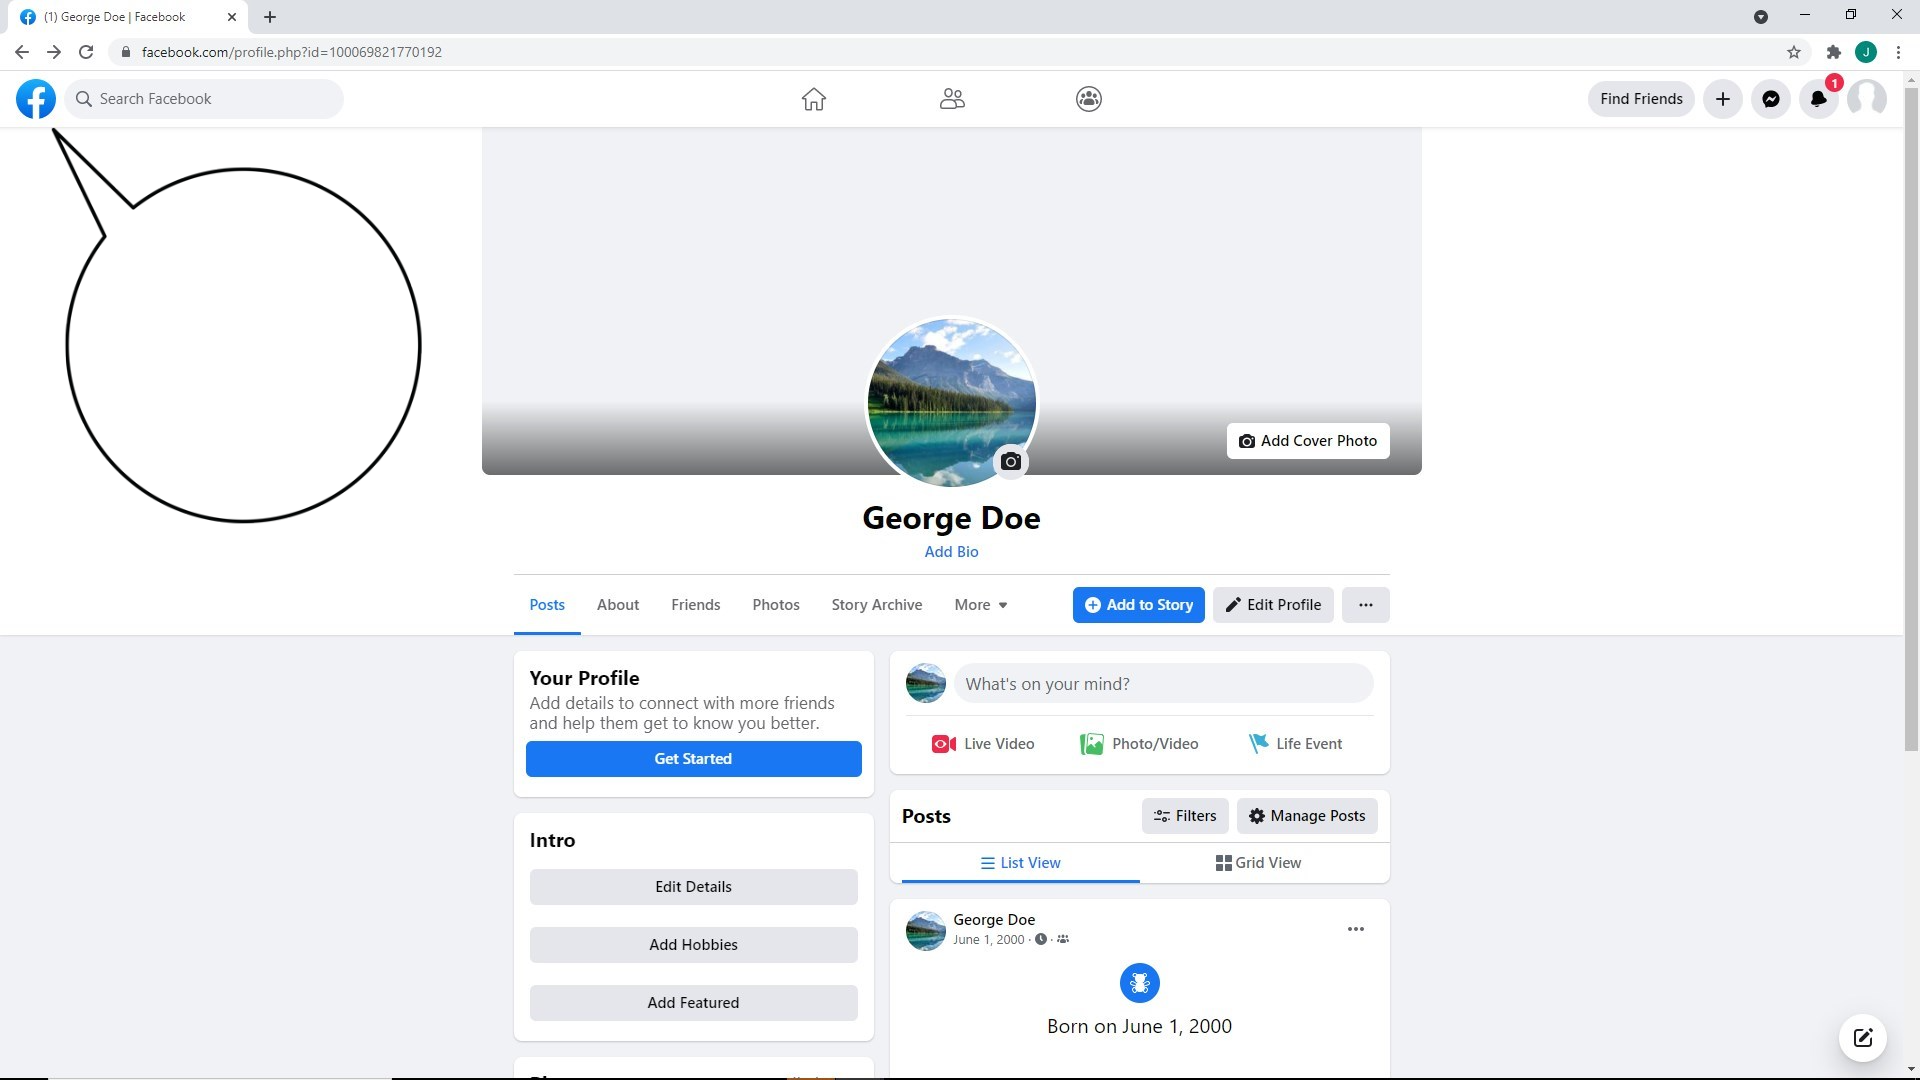 (1) George Doe | Facebook
facebook.com/profile.php?id=100069821770192
J
Search Facebook
Find Friends
1
Add Cover Photo
George Doe
Add Bio
Posts About Friends Photos Story Archive More
Add to Story
Edit Profile
Your Profile
Add details to connect with more friends
and help them get to know you better.
Get Started
What's on your mind?
Live Video Photo/Video Life Event
Intro
Edit Details
Add Hobbies
Add Featured
Posts
Filters
Manage Posts
List View
Grid View
George Doe
June 1, 2000 · ·
Born on June 1, 2000